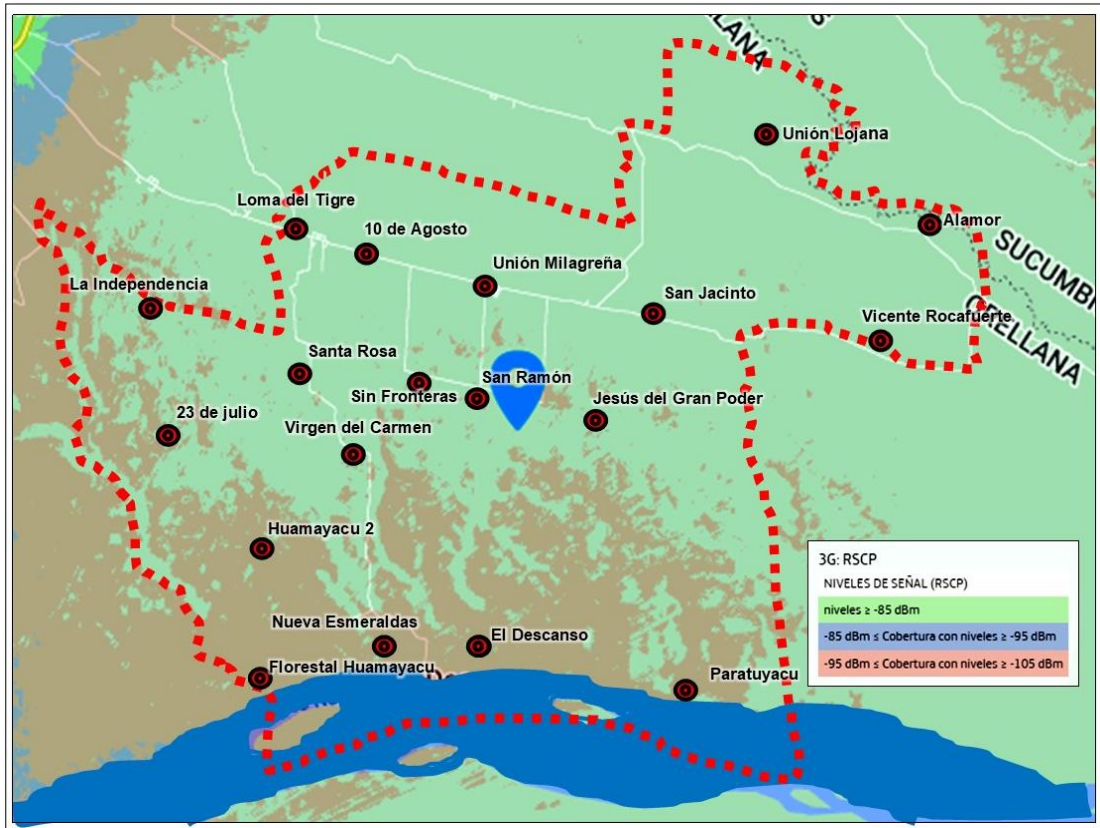 LLANA
S
Unión Lojana
Loma del Tigre
Alamor
10 de Agosto
SUCUMBI
Unión Milagreña
La Independencia
San Jacinto
ORELLANA
Vicente Rocafuerte
Santa Rosa
San Ramón
Sin Fronteras
Jesús del Gran Poder
23 de julio
Virgen del Carmen
Huamayacu 2
3G: RSCP
NIVELES DE SEÑAL (RSCP)
niveles ≥ -85 dBm
-85 dBm ≤ Cobertura con niveles ≥ -95 dBm
-95dBm ≤ Cobertura con niveles ≥ -105 dBm
Nueva Esmeraldas
El Descanso
Florestal Huamayacu
Paratuyacu